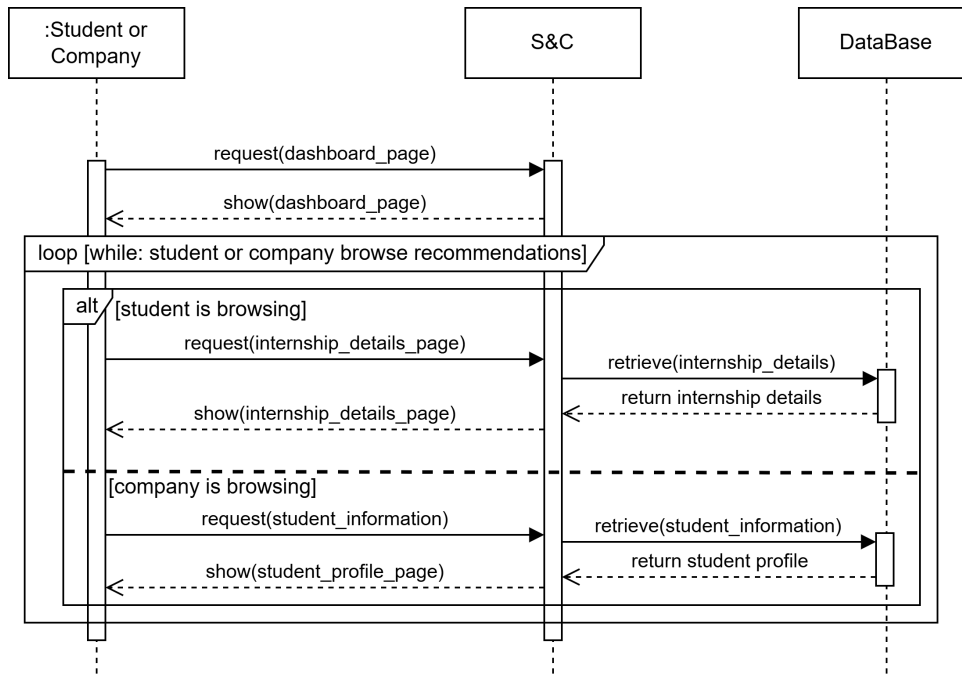 :Student or
Company
S&C
DataBase
request(dashboard_page)
show(dashboard_page)
loop [while: student or company browse recommendations]
alt
[student is browsing]
request(internship_details_page)
retrieve(internship_details)
return internship details
show(internship_details_page)
[company is browsing]
request(student_information)
retrieve(student_information)
return student profile
show(student_profile_page)